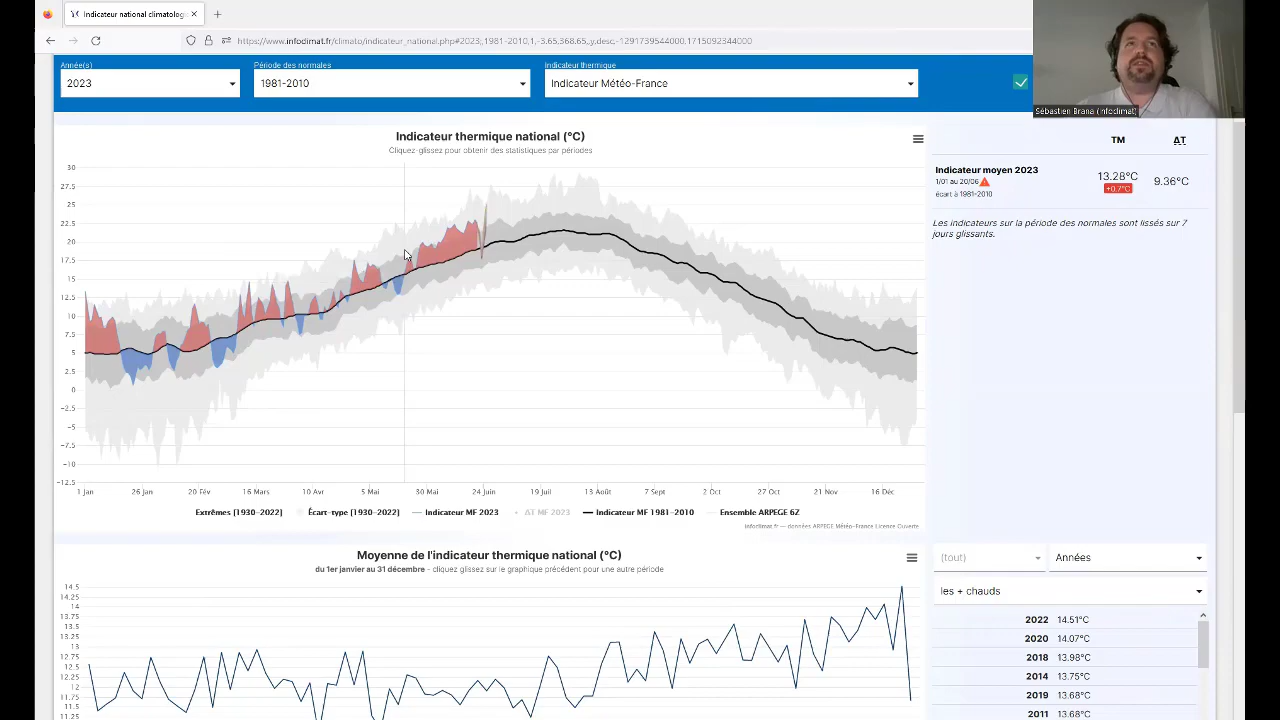 Indicateur national climatologi
https://www.infoclimat.fr/climato/indicateur_national.php#2023;,1981-2010,1,-3.65,368.65,,y,desc,-1291739544000,1715092344000
Année(s)
Période des normales
Indicateur thermique
2023
1981-2010
Indicateur Météo-France
Sébastien Brana (Infoclimat)
Indicateur thermique national (°C)
Cliquez-glissez pour obtenir des statistiques par périodes
30
27.5
25
22.5
20
17.5
15
12.5
10
7.5
5
2.5
0
−2.5
−5
−7.5
−10
−12.5
1 Jan
26 Jan
20 Fév
16 Mars
10 Avr
5 Mai
30 Mai
24 Juin
19 Juil
13 Août
7 Sept
2 Oct
27 Oct
21 Nov
16 Déc
Extrêmes [1930–2022]
Écart-type [1930–2022]
Indicateur MF 2023
ΔT MF 2023
Indicateur MF 1981–2010
Ensemble ARPEGE 6Z
infoclimat.fr — données ARPEGE Météo-France Licence Ouverte
TM
ΔT
Indicateur moyen 2023
1/01 au 20/06
écart à 1981-2010
13.28°C
+0.7°C
9.36°C
Les indicateurs sur la période des normales sont lissés sur 7
jours glissants.
Moyenne de l'indicateur thermique national (°C)
du 1er janvier au 31 décembre - cliquez glissez sur le graphique précédent pour une autre période
14.5
14.25
14
13.75
13.5
13.25
13
12.75
12.5
12.25
12
11.75
11.5
11.25
(tout)
Années
les + chauds
2022 14.51°C
2020 14.07°C
2018 13.98°C
2014 13.75°C
2019 13.68°C
2011 13.68°C